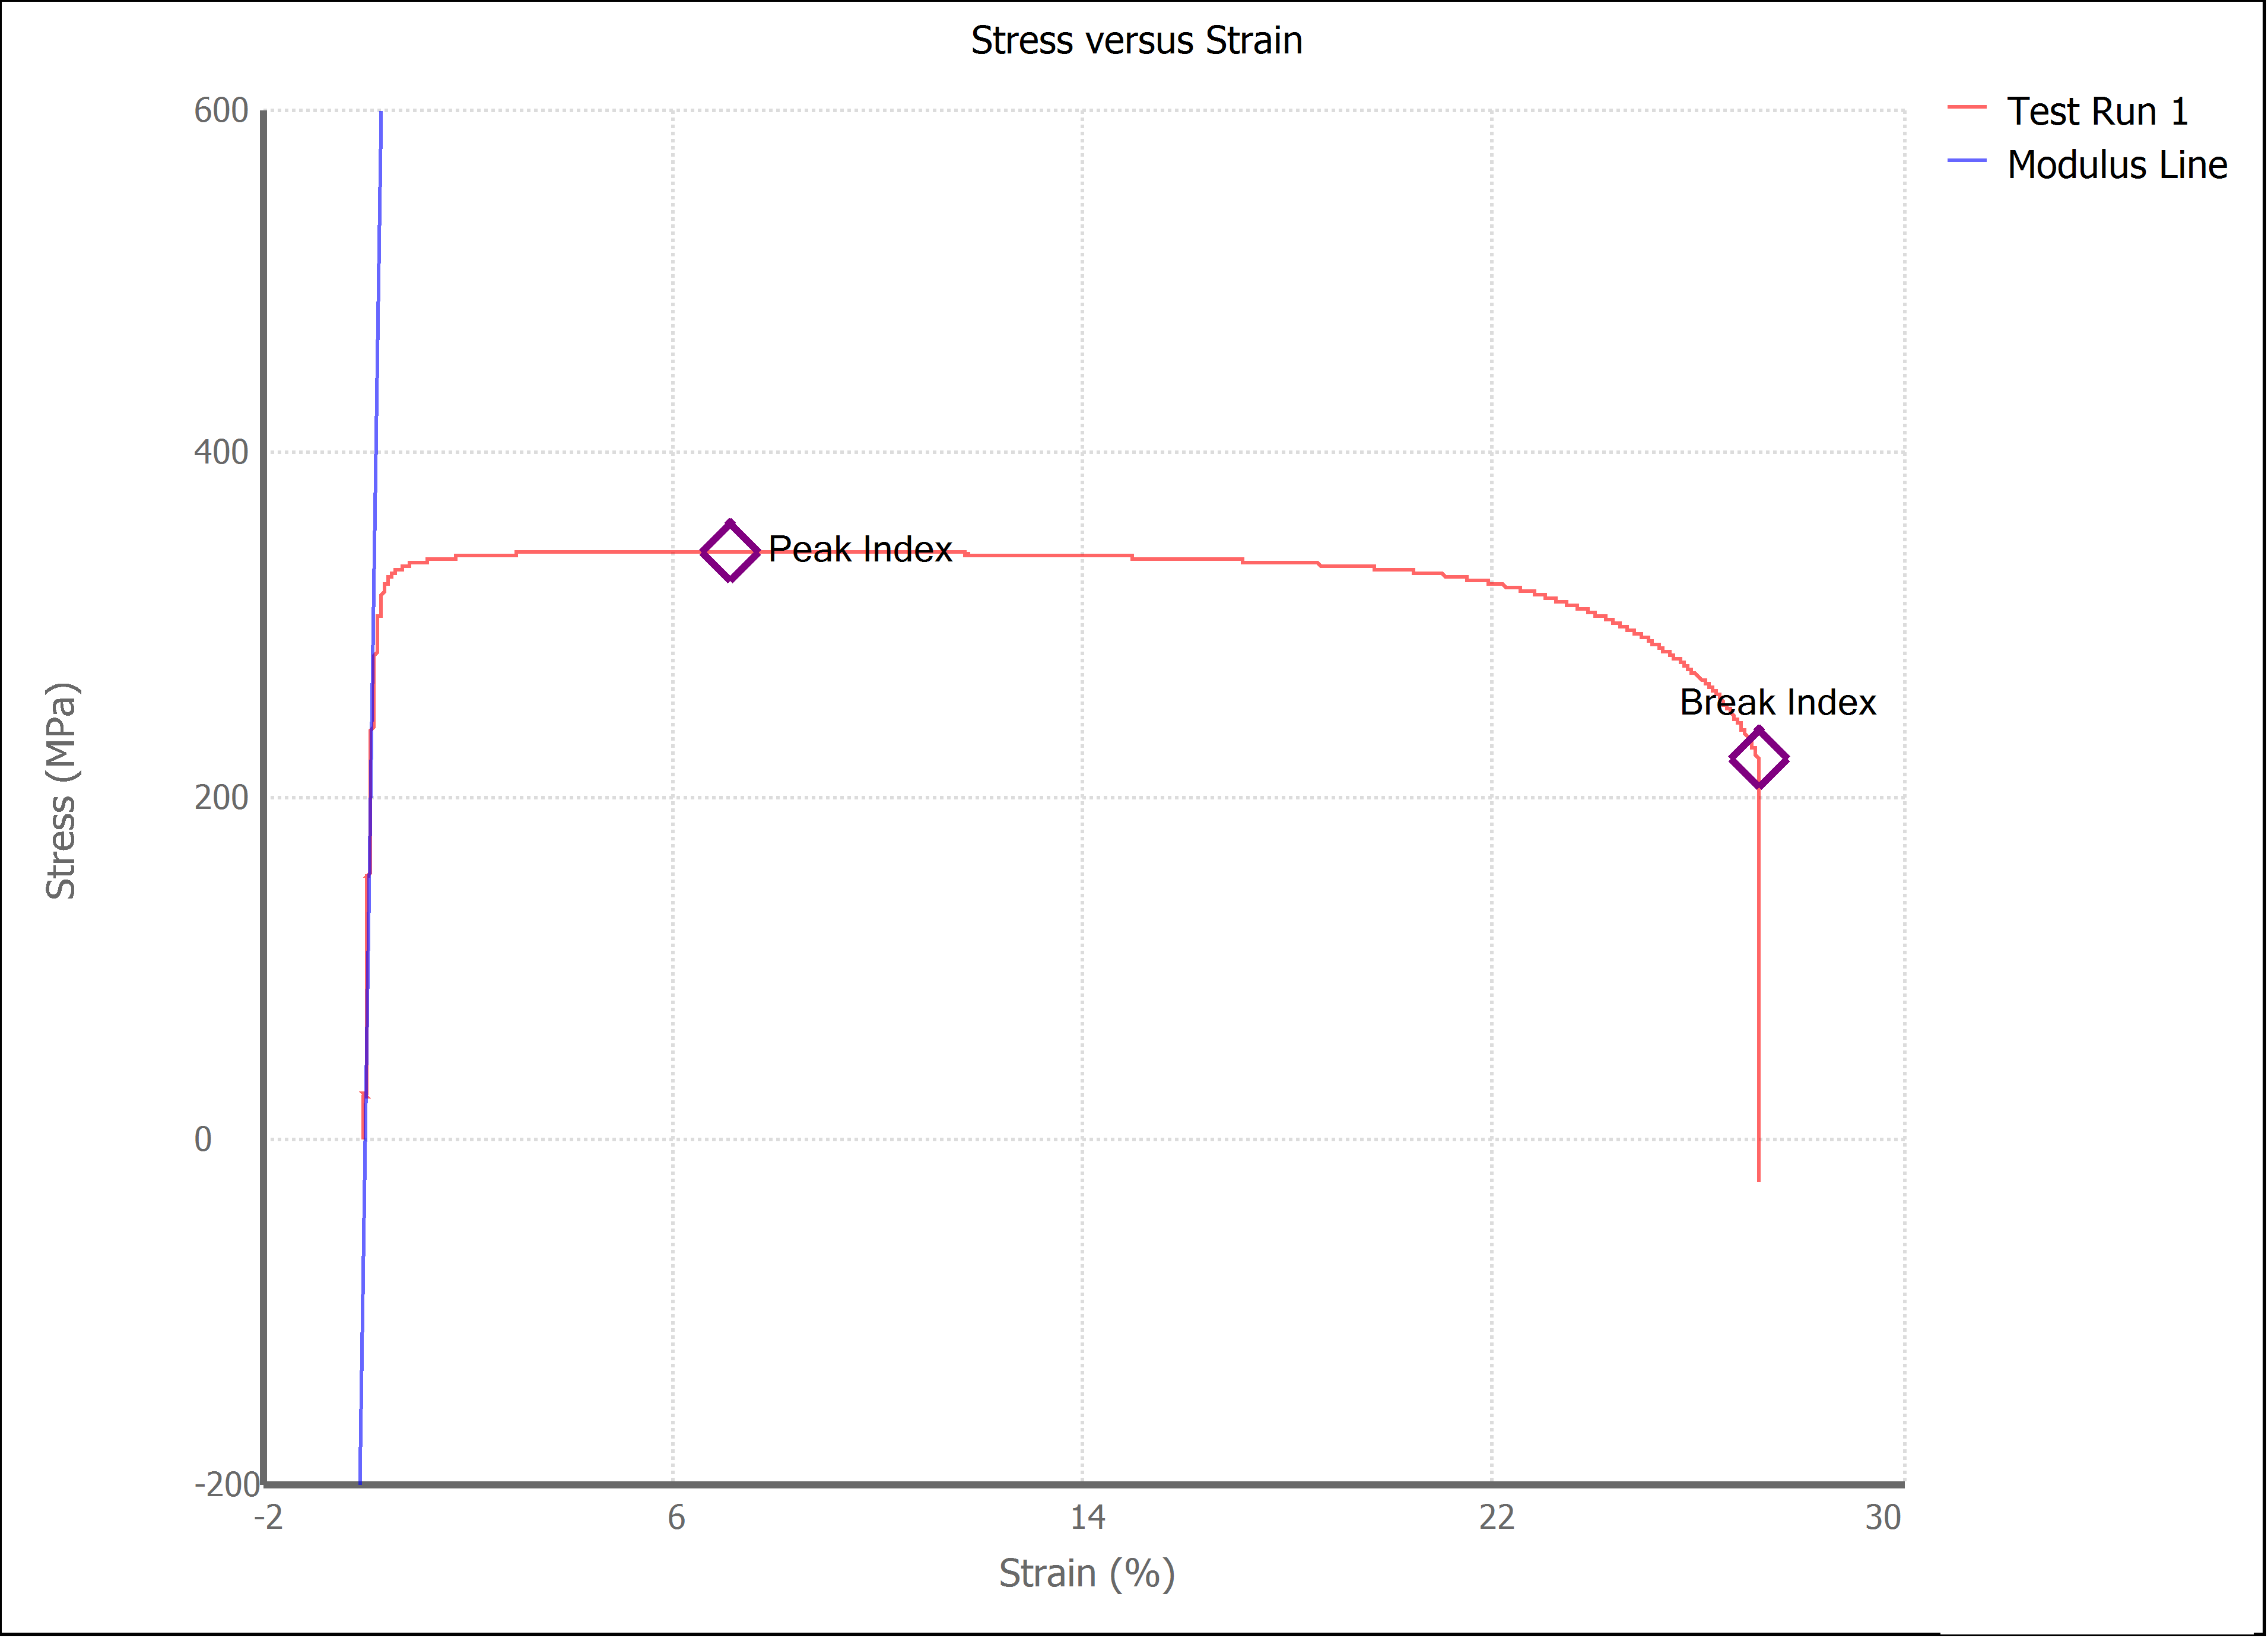 Stress versus Strain
Test Run 1
Modulus Line
600
400
200
0
-200
Stress (MPa)
Peak Index
Break Index
-2 6 14 22 30
Strain (%)